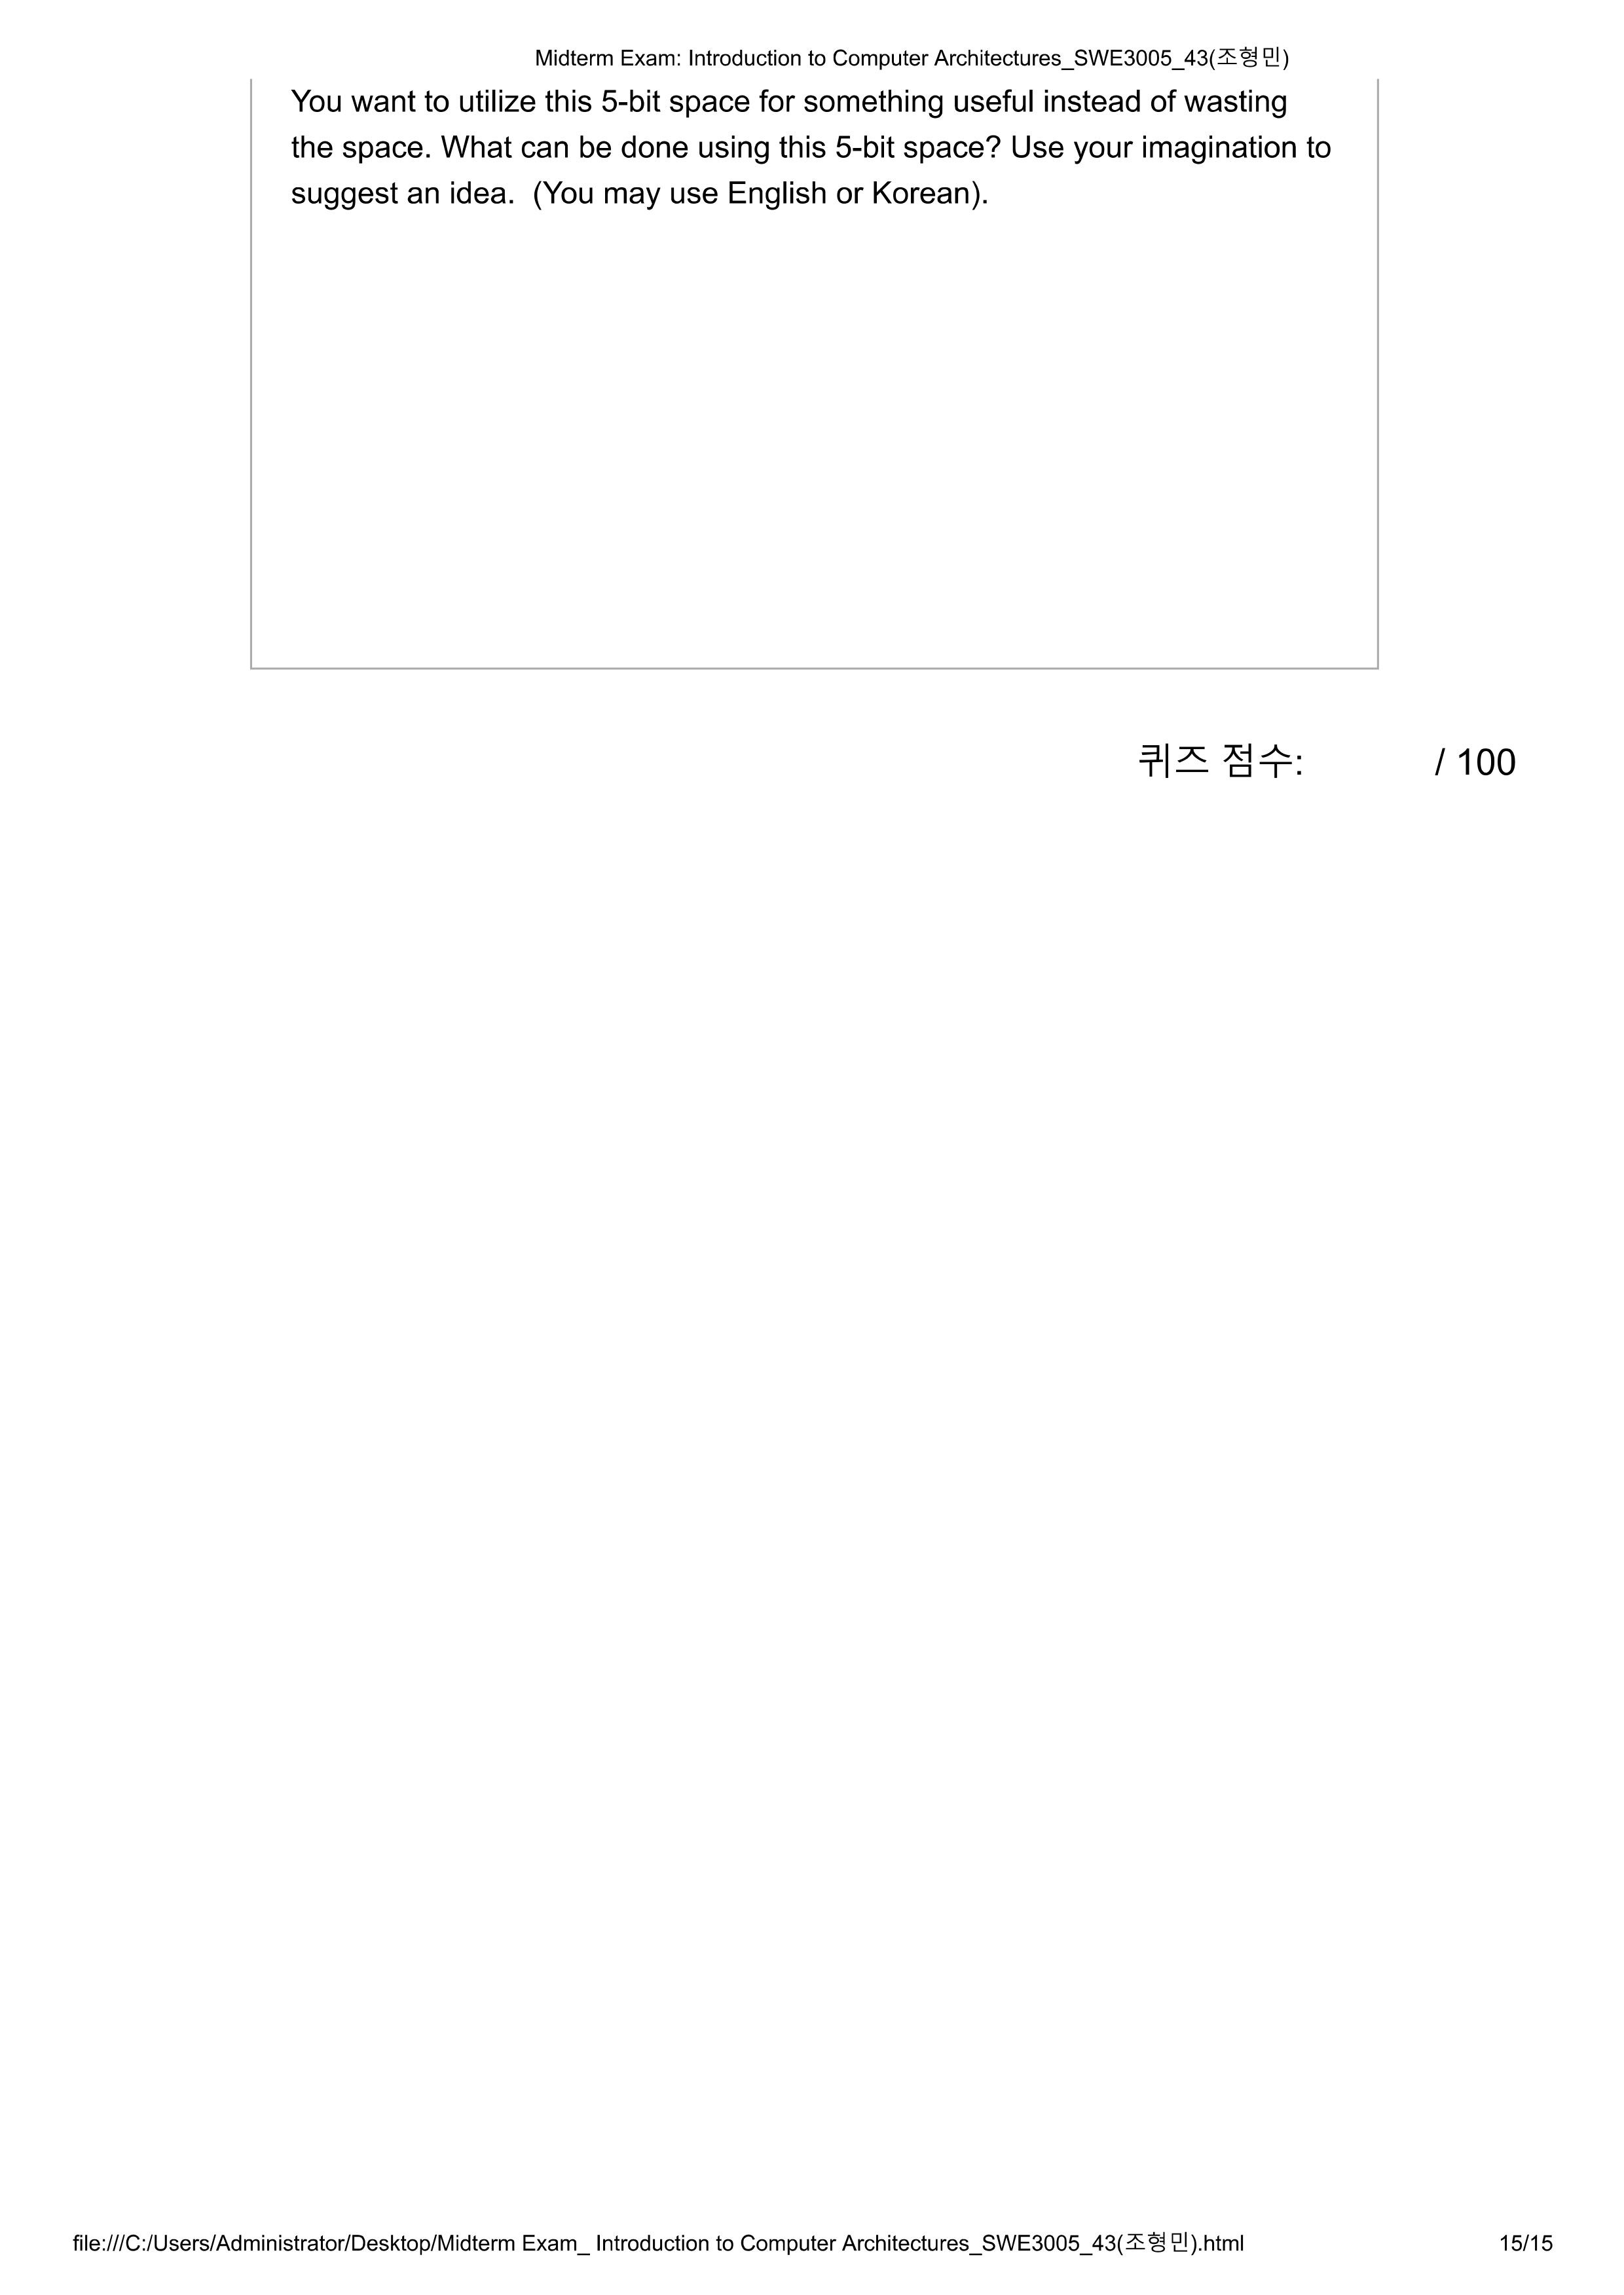 Midterm Exam: Introduction to Computer Architectures_SWE3005_43(조형민)
You want to utilize this 5-bit space for something useful instead of wasting
the space. What can be done using this 5-bit space? Use your imagination to
suggest an idea.  (You may use English or Korean).
퀴즈 점수: / 100
file:///C:/Users/Administrator/Desktop/Midterm Exam_ Introduction to Computer Architectures_SWE3005_43(조형민).html 15/15